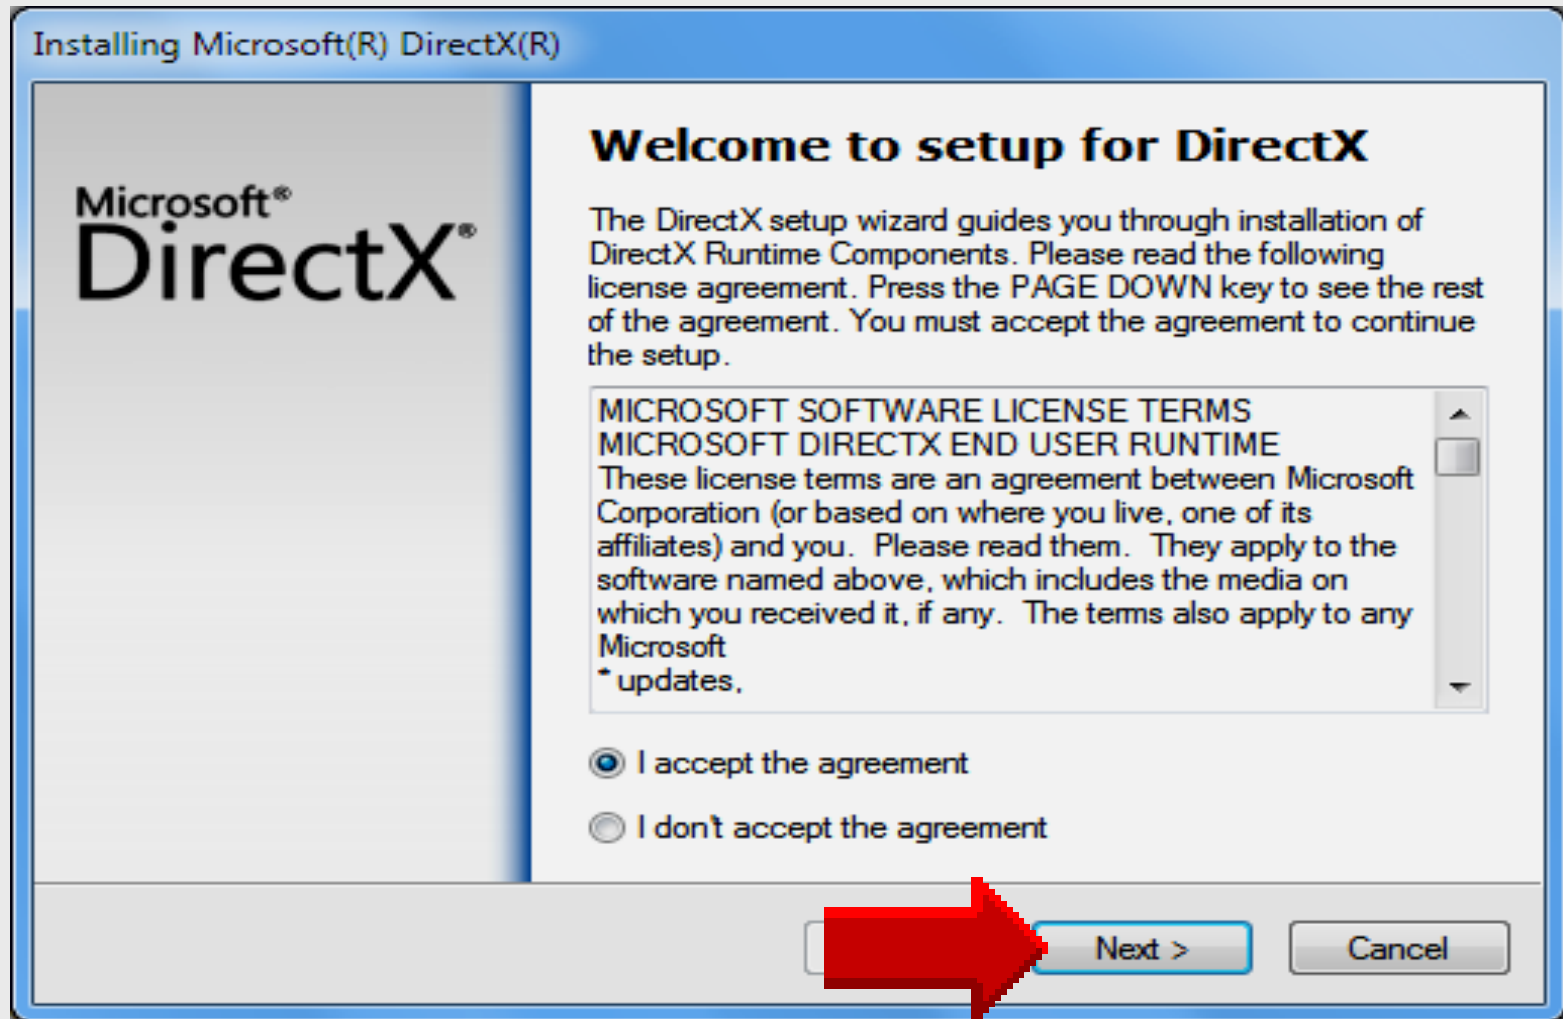 Installing Microsoft(R) DirectX(R)
Microsoft®
DirectX®
Welcome to setup for DirectX
The DirectX setup wizard guides you through installation of
DirectX Runtime Components. Please read the following
license agreement. Press the PAGE DOWN key to see the rest
of the agreement. You must accept the agreement to continue
the setup.
MICROSOFT SOFTWARE LICENSE TERMS
MICROSOFT DIRECTX END USER RUNTIME
These license terms are an agreement between Microsoft
Corporation (or based on where you live, one of its
affiliates) and you.  Please read them.  They apply to the
software named above, which includes the media on
which you received it, if any.  The terms also apply to any
Microsoft
* updates,
I accept the agreement
I don't accept the agreement
Next >
Cancel